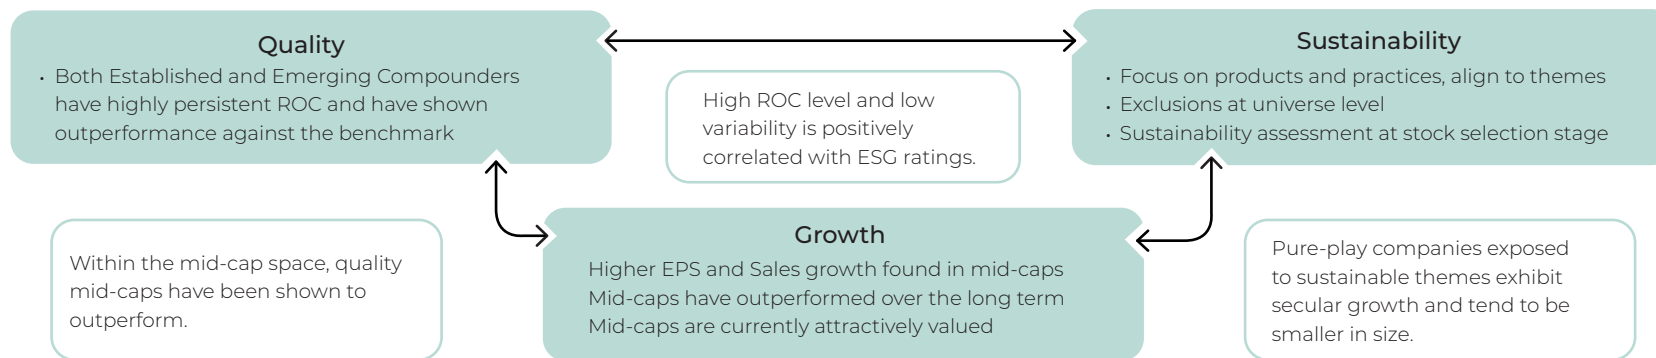 Quality
• Both Established and Emerging Compounders
have highly persistent ROC and have shown
outperformance against the benchmark
High ROC level and low
variability is positively
correlated with ESG ratings.
Sustainability
• Focus on products and practices, align to themes
• Exclusions at universe level
• Sustainability assessment at stock selection stage
Within the mid-cap space, quality
mid-caps have been shown to
outperform.
Growth
Higher EPS and Sales growth found in mid-caps
Mid-caps have outperformed over the long term
Mid-caps are currently attractively valued
Pure-play companies exposed
to sustainable themes exhibit
secular growth and tend to be
smaller in size.